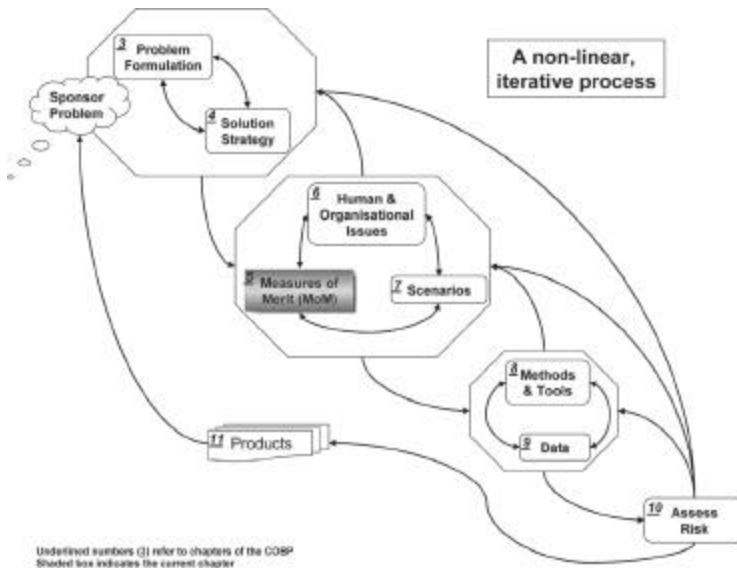 A non-linear,
iterative process
Sponsor
Problem
3
Problem
Formulation
4
Solution
Strategy
6
Human &
Organisational
Issues
Measures of
Merit (MoM)
7
Scenarios
8
Methods
& Tools
9
Data
10
Assess
Risk
11
Products
Underlined numbers (3) refer to chapters of the COBP
Shaded box indicates the current chapter